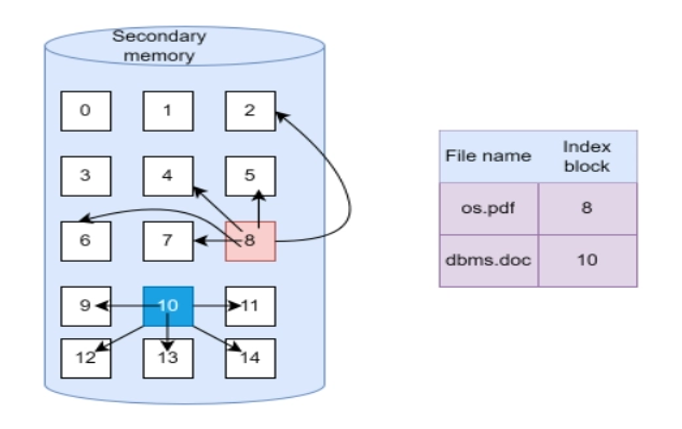 Secondary
memory
0 1 2
3 4 5
6 7 8
9 10 11
12 13 14
File name Index block
os.pdf 8
dbms.doc 10